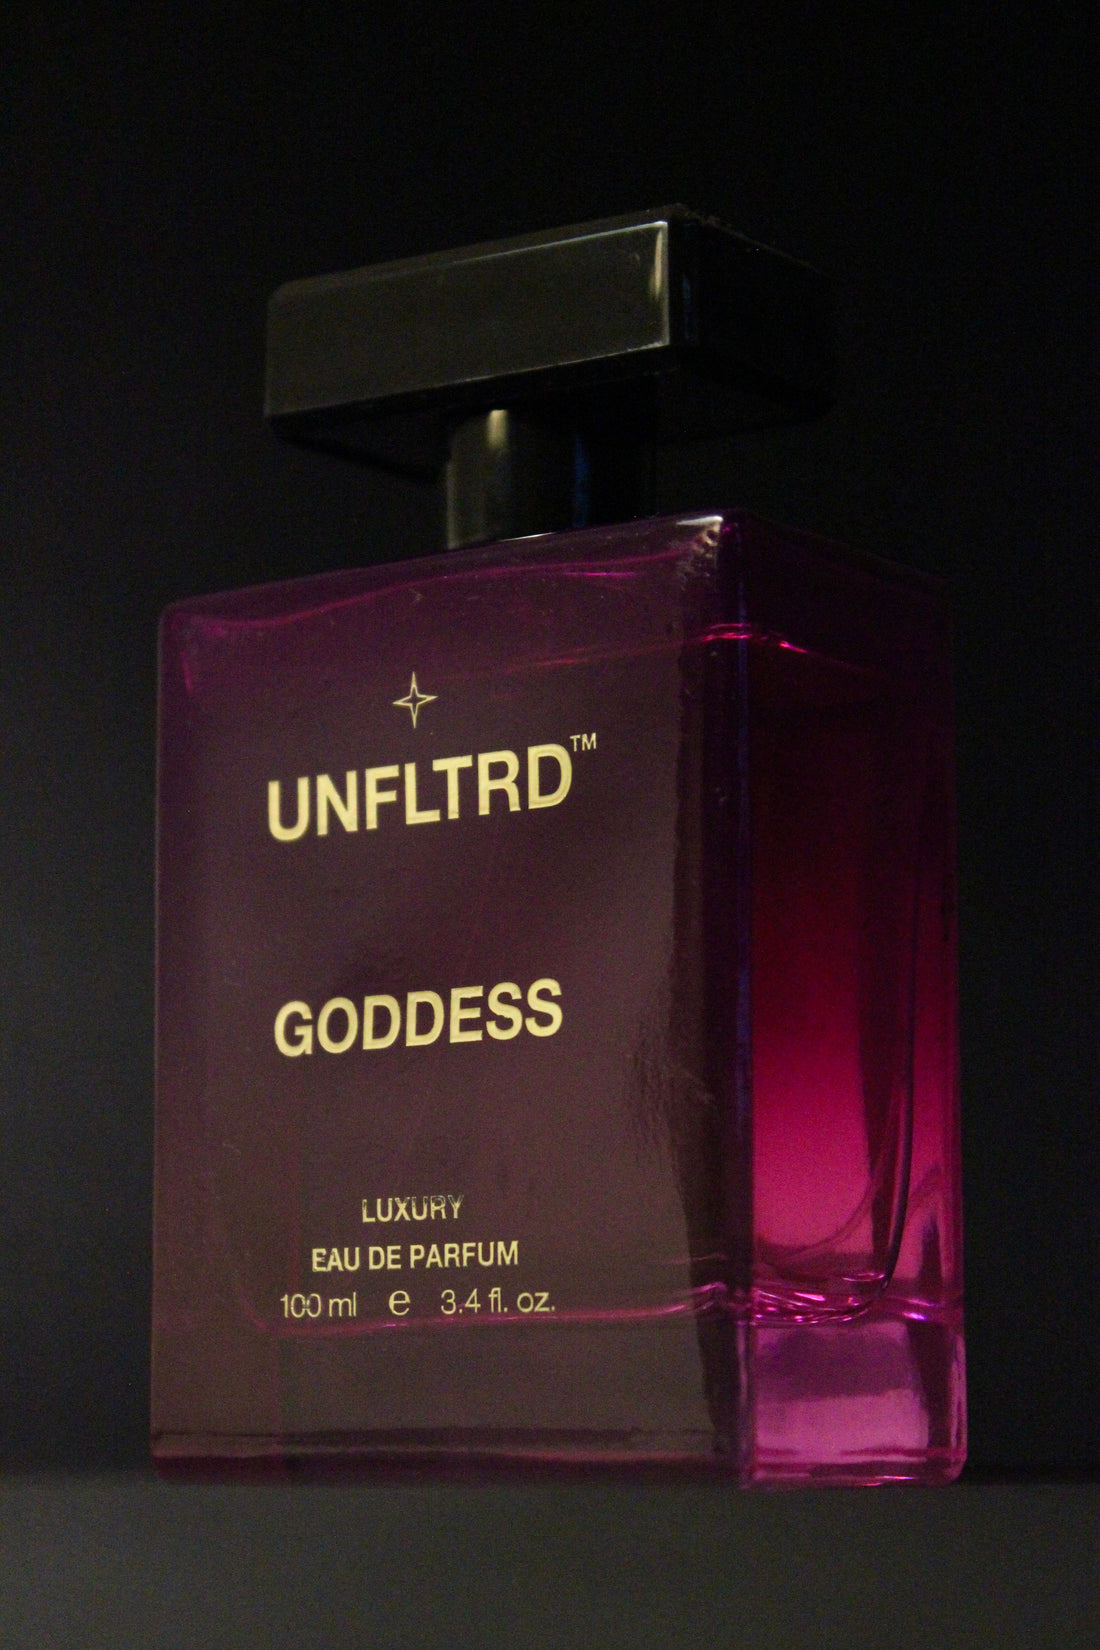 UNFLTRD™
GODDESS
LUXURY
EAU DE PARFUM
100 ml e 3.4 fl. oz.